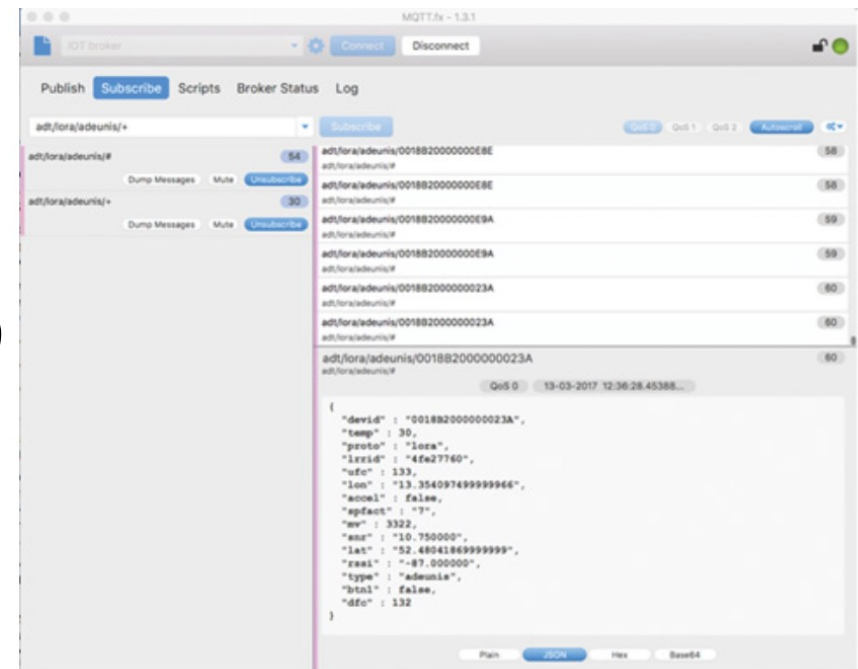 MQTT.fx - 1.3.1
IOT broker Connect Disconnect
Publish Subscribe Scripts Broker Status Log
adt/lora/adeunis/+ Subscribe QoS 0 QoS 1 QoS 2 Autoscroll
adt/lora/adeunis/# 54
Dump Messages Mute Unsubscribe
adt/lora/adeunis/+ 30
Dump Messages Mute Unsubscribe
adt/lora/adeunis/0018B20000000E8E 58
adt/lora/adeunis/#
adt/lora/adeunis/0018B20000000E8E 58
adt/lora/adeunis/#
adt/lora/adeunis/0018B20000000E9A 59
adt/lora/adeunis/#
adt/lora/adeunis/0018B20000000E9A 59
adt/lora/adeunis/#
adt/lora/adeunis/0018B2000000023A 60
adt/lora/adeunis/#
adt/lora/adeunis/0018B2000000023A 60
adt/lora/adeunis/#
adt/lora/adeunis/0018B2000000023A 60
adt/lora/adeunis/#
QoS 0 13-03-2017 12:36:28.45388...
{
"devid" : "0018B2000000023A",
"temp" : 30,
"proto" : "lora",
"lrrid" : "4fe27760",
"ufc" : 133,
"lon" : "13.354097499999966",
"accel" : false,
"spfact" : "7",
"mv" : 3322,
"snr" : "10.750000",
"lat" : "52.48041869999999",
"rssi" : "-87.000000",
"type" : "adeunis",
"btn1" : false,
"dfc" : 132
}
Plain JSON Hex Base64
)